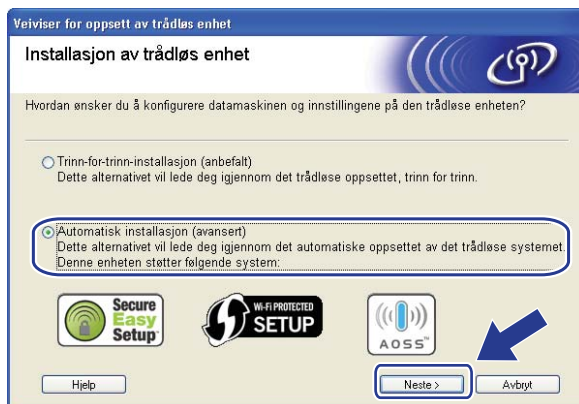 Veiviser for oppsett av trådløs enhet
Installasjon av trådløs enhet
Hvordan ønsker du å konfigurere datamaskinen og innstillingene på den trådløse enheten?
Trinn-for-trinn-installasjon (anbefalt)
Dette alternativet vil lede deg igjennom det trådløse oppsettet, trinn for trinn.
Automatisk installasjon (avansert)
Dette alternativet vil lede deg igjennom det automatiske oppsettet av det trådløse systemet.
Denne enheten støtter følgende system:
Secure
Easy
Setup
Wi-Fi PROTECTED
SETUP
AOSS™
Hjelp
Neste >
Avbryt